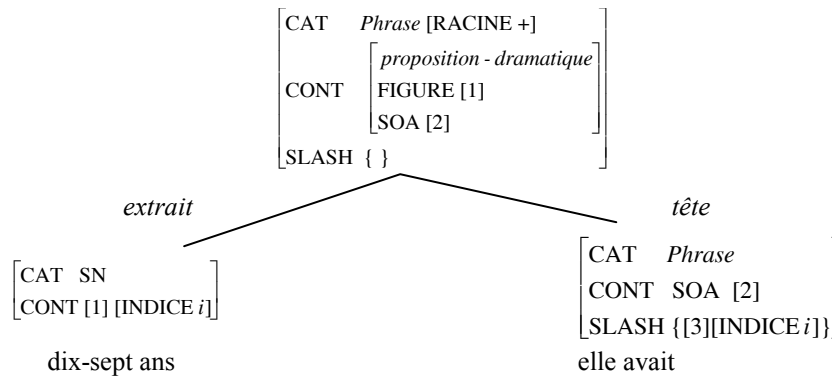 CAT Phrase [RACINE +]
proposition - dramatique
CONT FIGURE [1]
SOA [2]
SLASH { }
extrait tête
CAT SN
CONT [1] [INDICE i]
CAT Phrase
CONT SOA [2]
SLASH {[3][INDICE i]}
dix-sept ans elle avait